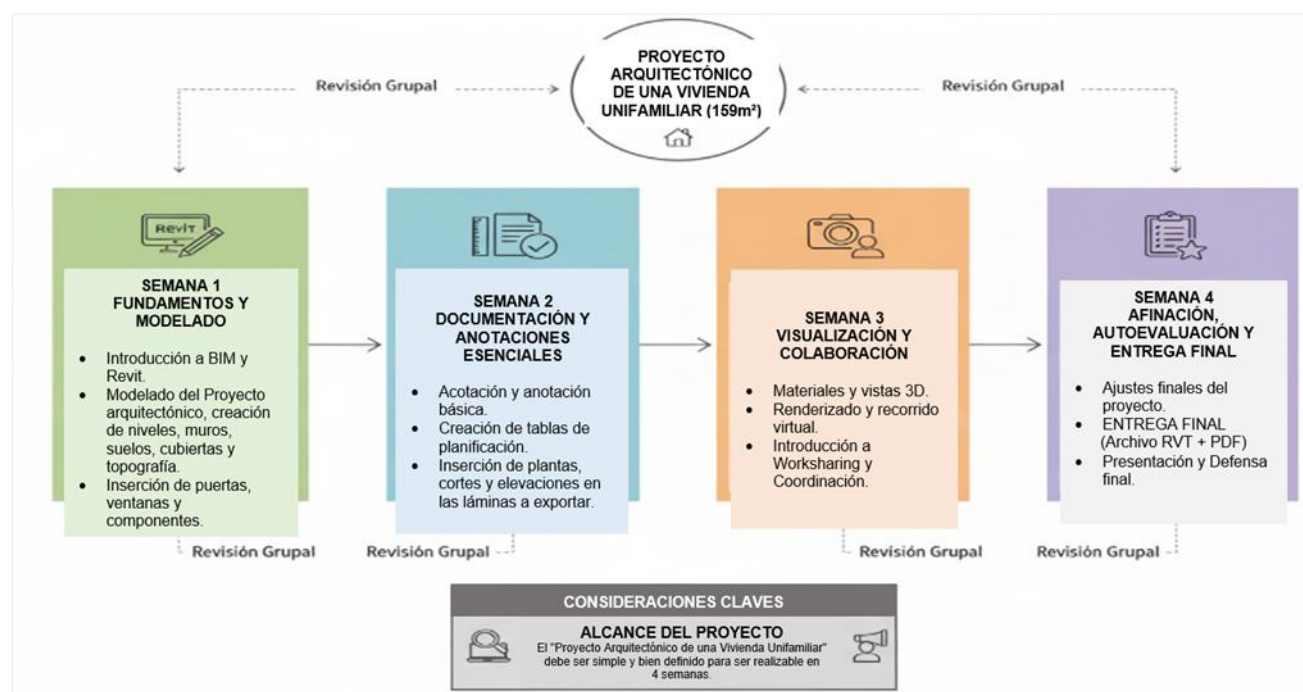 PROYECTO
ARQUITECTÓNICO
DE UNA VIVIENDA
UNIFAMILIAR (159m²)
Revisión Grupal
Revisión Grupal
REVIT
SEMANA 1
FUNDAMENTOS Y
MODELADO
• Introducción a BIM y
Revit.
• Modelado del Proyecto
arquitectónico, creación
de niveles, muros,
suelos, cubiertas y
topografía.
• Inserción de puertas,
ventanas y
componentes.
SEMANA 2
DOCUMENTACIÓN Y
ANOTACIONES
ESENCIALES
• Acotación y anotación
básica.
• Creación de tablas de
planificación.
• Inserción de plantas,
cortes y elevaciones en
las láminas a exportar.
SEMANA 3
VISUALIZACIÓN Y
COLABORACIÓN
• Materiales y vistas 3D.
• Renderizado y recorrido
virtual.
• Introducción a
Worksharing y
Coordinación.
SEMANA 4
AFINACIÓN,
AUTOEVALUACIÓN Y
ENTREGA FINAL
• Ajustes finales del
proyecto.
• ENTREGA FINAL
(Archivo RVT + PDF)
• Presentación y Defensa
final.
Revisión Grupal
Revisión Grupal
Revisión Grupal
Revisión Grupal
CONSIDERACIONES CLAVES
ALCANCE DEL PROYECTO
El "Proyecto Arquitectónico de una Vivienda Unifamiliar"
debe ser simple y bien definido para ser realizable en
4 semanas.